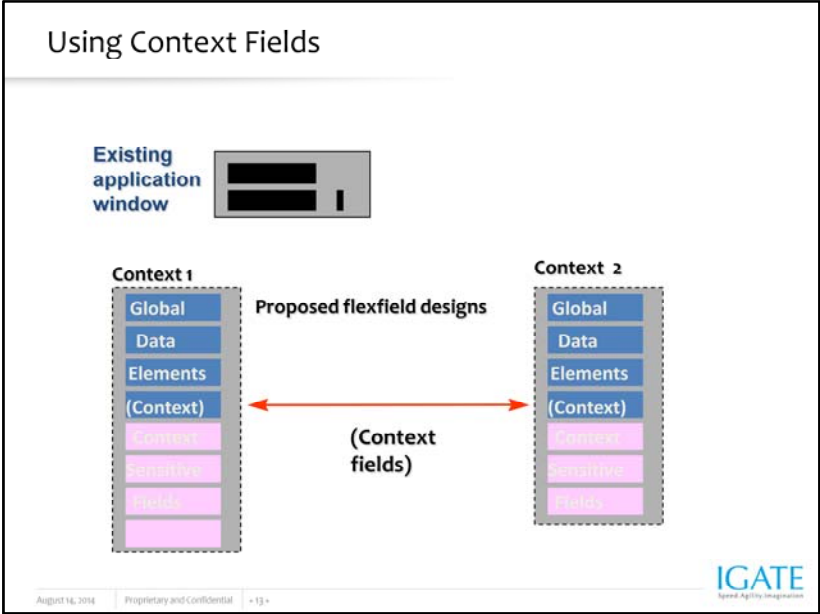 Using Context Fields
Existing
application
window
Context 1
Global
Data
Elements
(Context)
Context
Sensitive
Fields
Proposed flexfield designs
(Context
fields)
Context 2
Global
Data
Elements
(Context)
Context
Sensitive
Fields
August 14, 2014 Proprietary and Confidential - 13 -
IGATE
Speed.Agility.Imagination